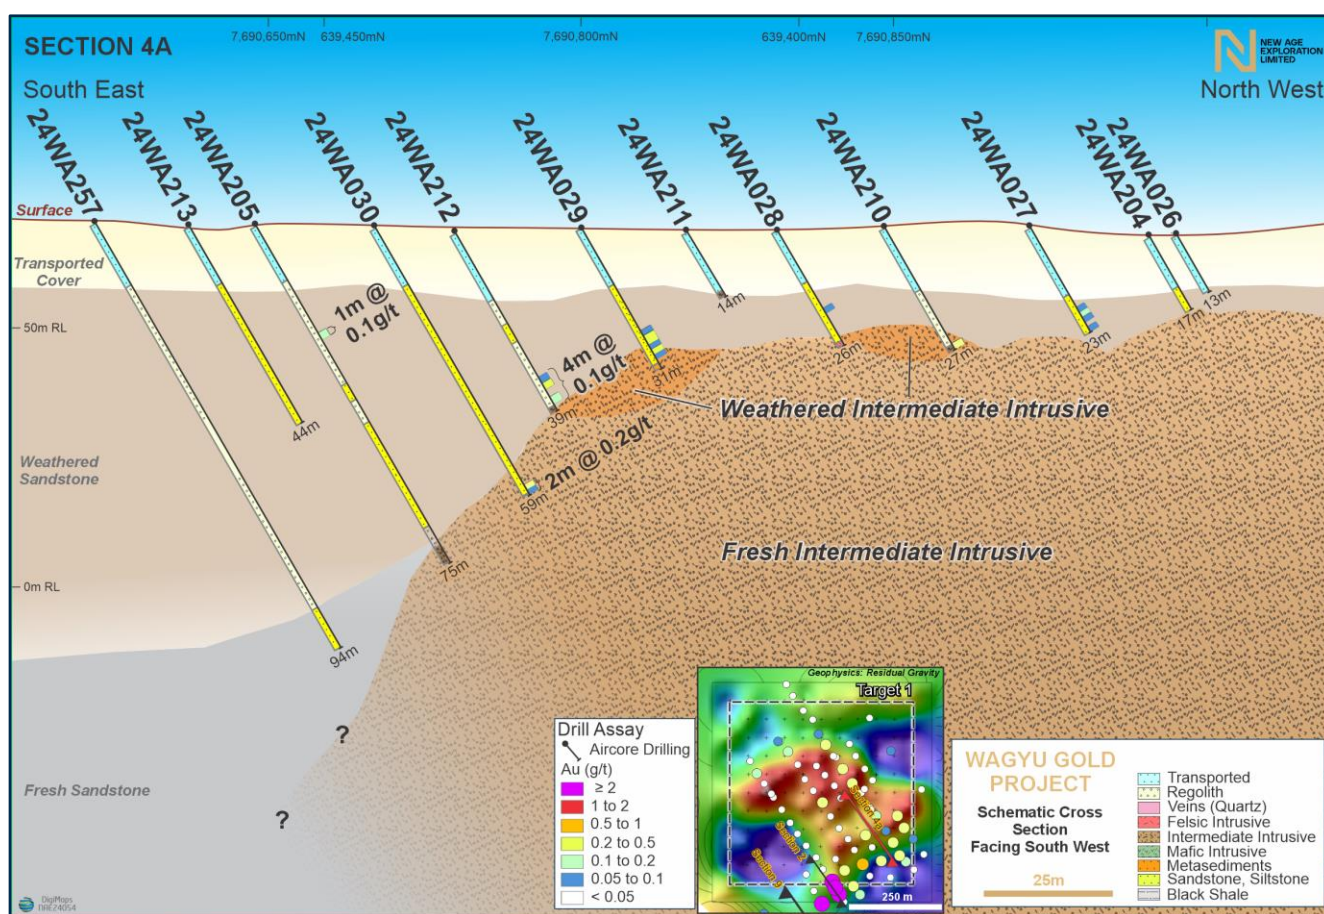 SECTION 4A
7,690,650mN
639,450mN
7,690,800mN
639,400mN
7,690,850mN
NEW AGE
EXPLORATION
LIMITED
South East
North West
24WA257
24WA213
24WA205
24WA030
24WA212
24WA029
24WA211
24WA028
24WA210
24WA027
24WA204
24WA026
Surface
Transported
Cover
50m RL
1m @
0.1g/t
14m
13m
17m
23m
26m
27m
31m
4m @
0.1g/t
39m
Weathered Intermediate Intrusive
44m
Weathered
Sandstone
2m @ 0.2g/t
59m
Fresh Intermediate Intrusive
75m
0m RL
94m
?
?
Fresh Sandstone
Drill Assay
Aircore Drilling
Au (g/t)
≥ 2
1 to 2
0.5 to 1
0.2 to 0.5
0.1 to 0.2
0.05 to 0.1
< 0.05
Geophysics: Residual Gravity
Target 1
250 m
WAGYU GOLD
PROJECT
Schematic Cross
Section
Facing South West
25m
Transported
Regolith
Veins (Quartz)
Felsic Intrusive
Intermediate Intrusive
Mafic Intrusive
Metasediments
Sandstone, Siltstone
Black Shale
DigiMaps